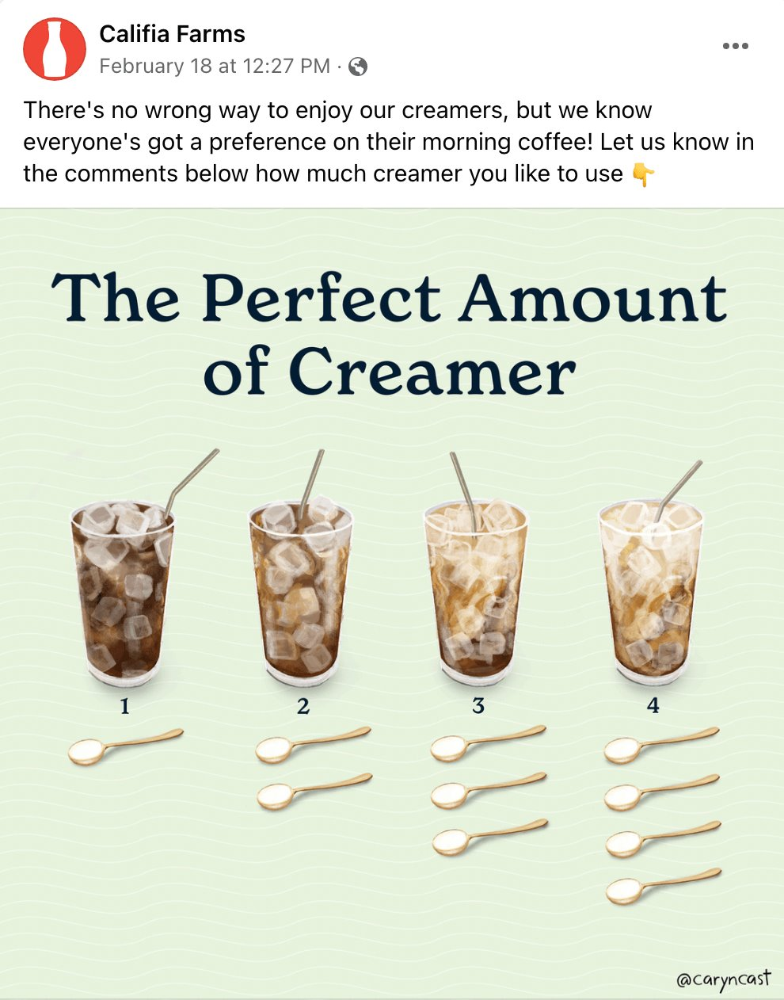 Califia Farms
February 18 at 12:27 PM ·
There's no wrong way to enjoy our creamers, but we know
everyone's got a preference on their morning coffee! Let us know in
the comments below how much creamer you like to use 👇
The Perfect Amount
of Creamer
1 2 3 4
@caryncast